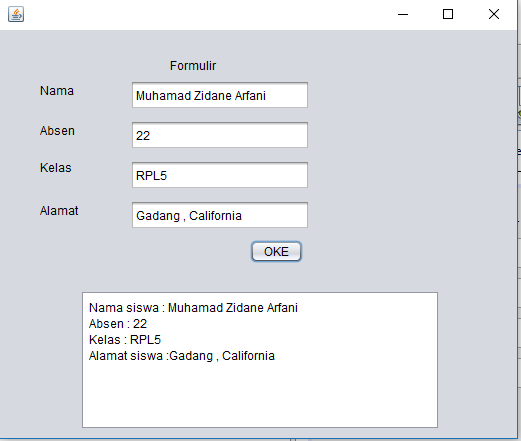 Formulir
Nama Muhamad Zidane Arfani
Absen 22
Kelas RPL5
Alamat Gadang , California
OKE
Nama siswa : Muhamad Zidane Arfani
Absen : 22
Kelas : RPL5
Alamat siswa :Gadang , California